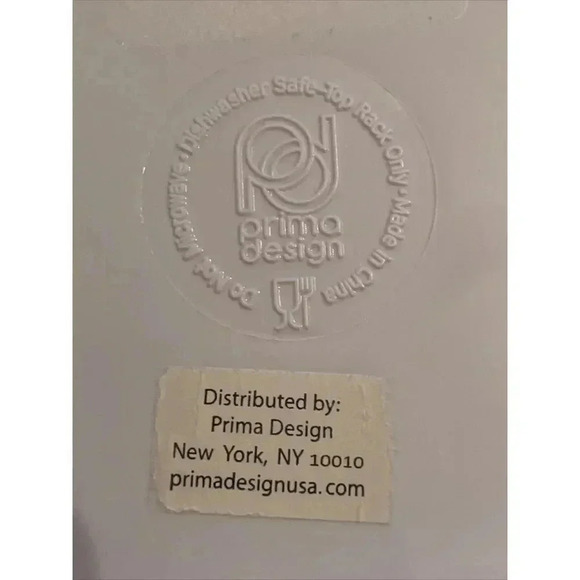 Do Not Microwave • Dishwasher Safe-Top Rack Only • Made In China
pd
prima
design
Distributed by:
Prima Design
New York, NY 10010
primadesignusa.com